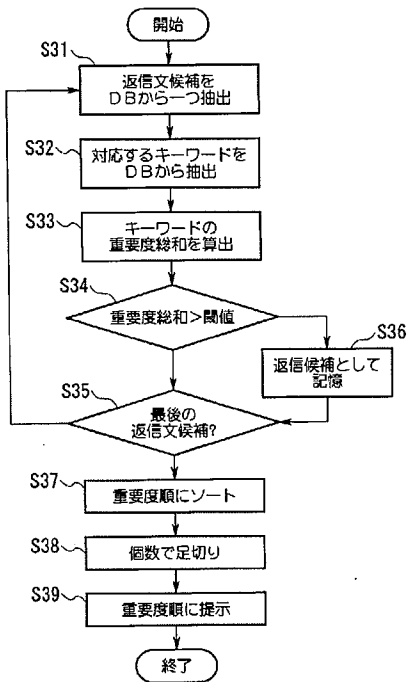 開始
S31
返信文候補を
DBから一つ抽出
S32
対応するキーワードを
DBから抽出
S33
キーワードの
重要度総和を算出
S34
重要度総和>閾値
S36
返信候補として
記憶
S35
最後の
返信文候補?
S37
重要度順にソート
S38
個数で足切り
S39
重要度順に提示
終了